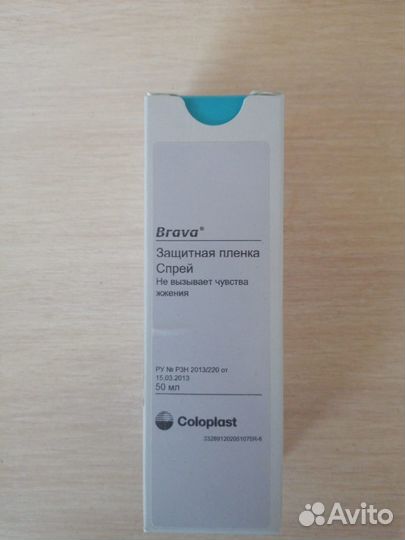 Brava®
Защитная пленка
Спрей
Не вызывает чувства
жжения
РУ № РЗН 2013/220 от
15.03.2013
50 мл
Coloplast
Avito